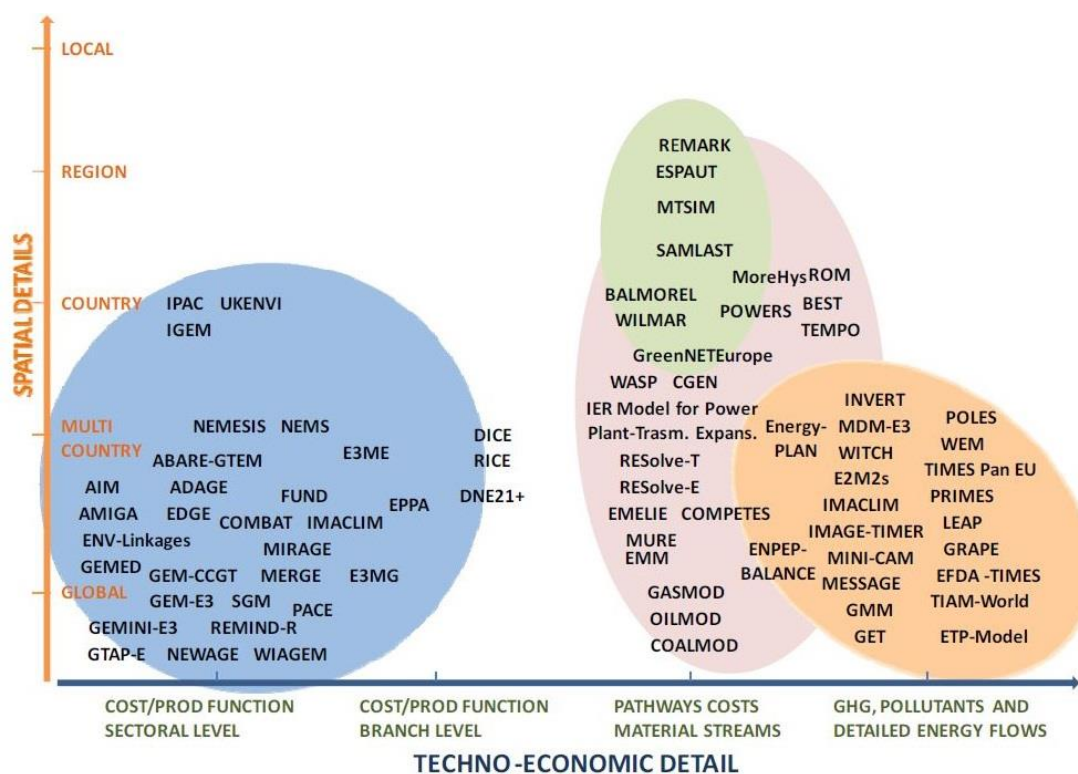 LOCAL
REGION
SPATIAL DETAILS
COUNTRY
MULTI
COUNTRY
GLOBAL
IPAC UKENVI
IGEM
NEMESIS NEMS
ABARE-GTEM E3ME
AIM ADAGE
FUND EPPA
AMIGA EDGE
COMBAT IMACLIM
ENV-Linkages
MIRAGE
GEMED
GEM-CCGT MERGE E3MG
GEM-E3 SGM PACE
GEMINI-E3 REMIND-R
GTAP-E NEWAGE WIAGEM
DICE
RICE
DNE21+
REMARK
ESPAUT
MTSIM
SAMLAST
MoreHys ROM
BALMOREL
WILMAR
POWERS BEST
TEMPO
GreenNETEurope
WASP CGEN
IER Model for Power
Plant-Trasm. Expans.
RESolve-T
RESolve-E
EMELIE COMPETES
MURE
EMM
GASMOD
OILMOD
COALMOD
Energy-
PLAN
ENPEP-
BALANCE
INVERT
MDM-E3
WITCH
E2M2s
IMACLIM
IMAGE-TIMER
MINI-CAM
MESSAGE
GMM
GET
POLES
WEM
TIMES Pan EU
PRIMES
LEAP
GRAPE
EFDA -TIMES
TIAM-World
ETP-Model
COST/PROD FUNCTION
SECTORAL LEVEL
COST/PROD FUNCTION
BRANCH LEVEL
PATHWAYS COSTS
MATERIAL STREAMS
GHG, POLLUTANTS AND
DETAILED ENERGY FLOWS
TECHNO-ECONOMIC DETAIL